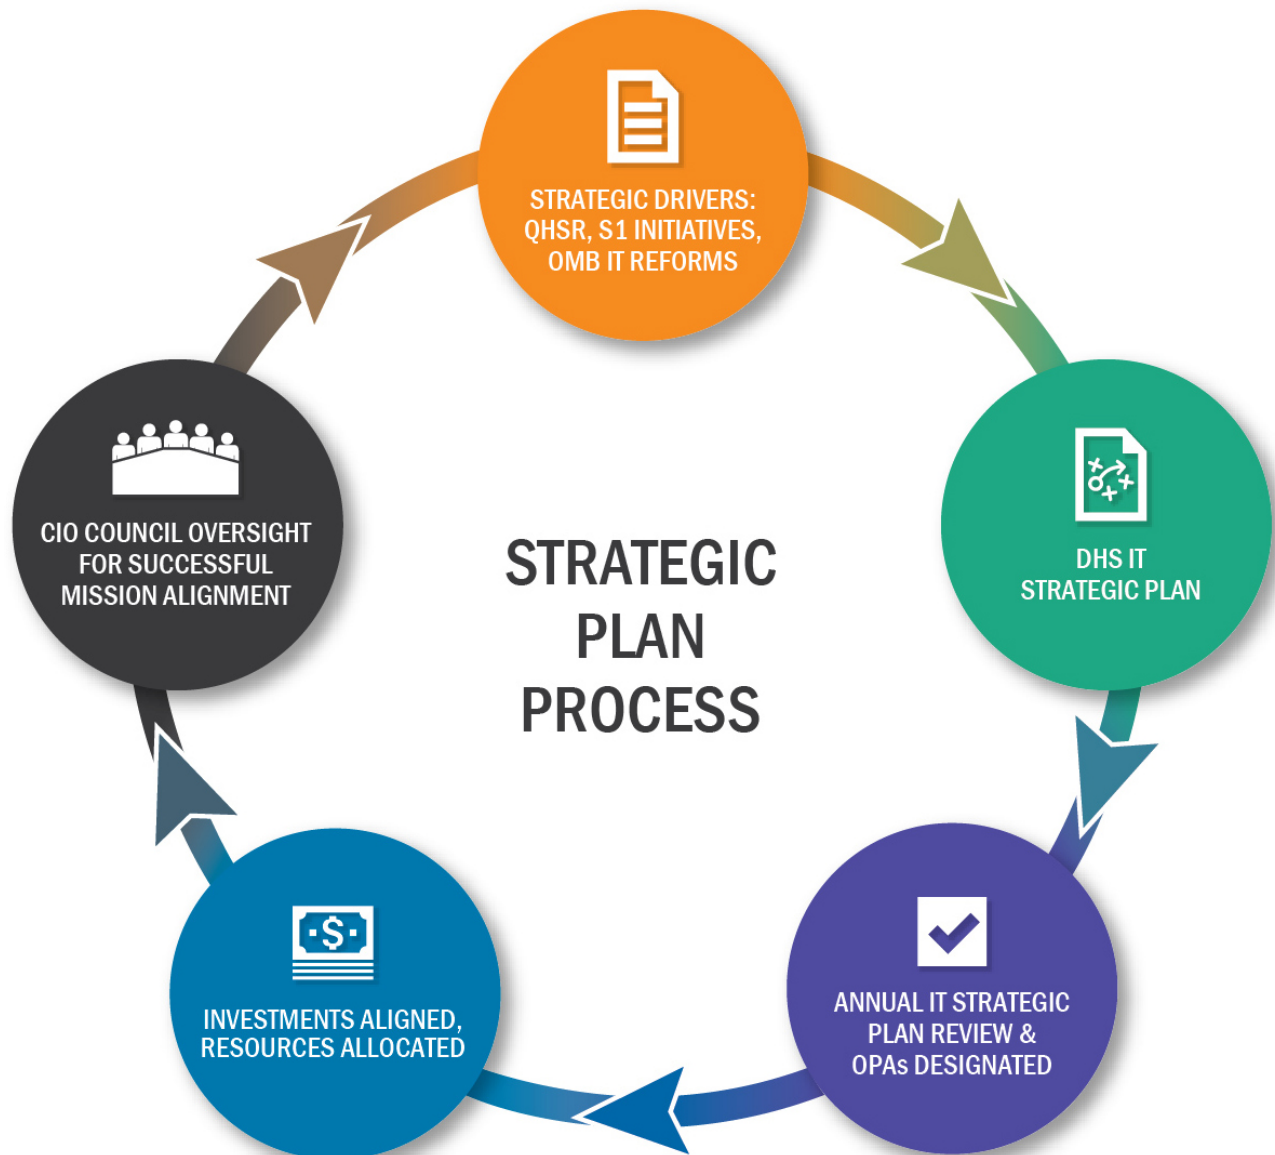 STRATEGIC DRIVERS:
QHSR, S1 INITIATIVES,
OMB IT REFORMS
DHS IT
STRATEGIC PLAN
ANNUAL IT STRATEGIC
PLAN REVIEW &
OPAs DESIGNATED
INVESTMENTS ALIGNED,
RESOURCES ALLOCATED
CIO COUNCIL OVERSIGHT
FOR SUCCESSFUL
MISSION ALIGNMENT
STRATEGIC
PLAN
PROCESS
$